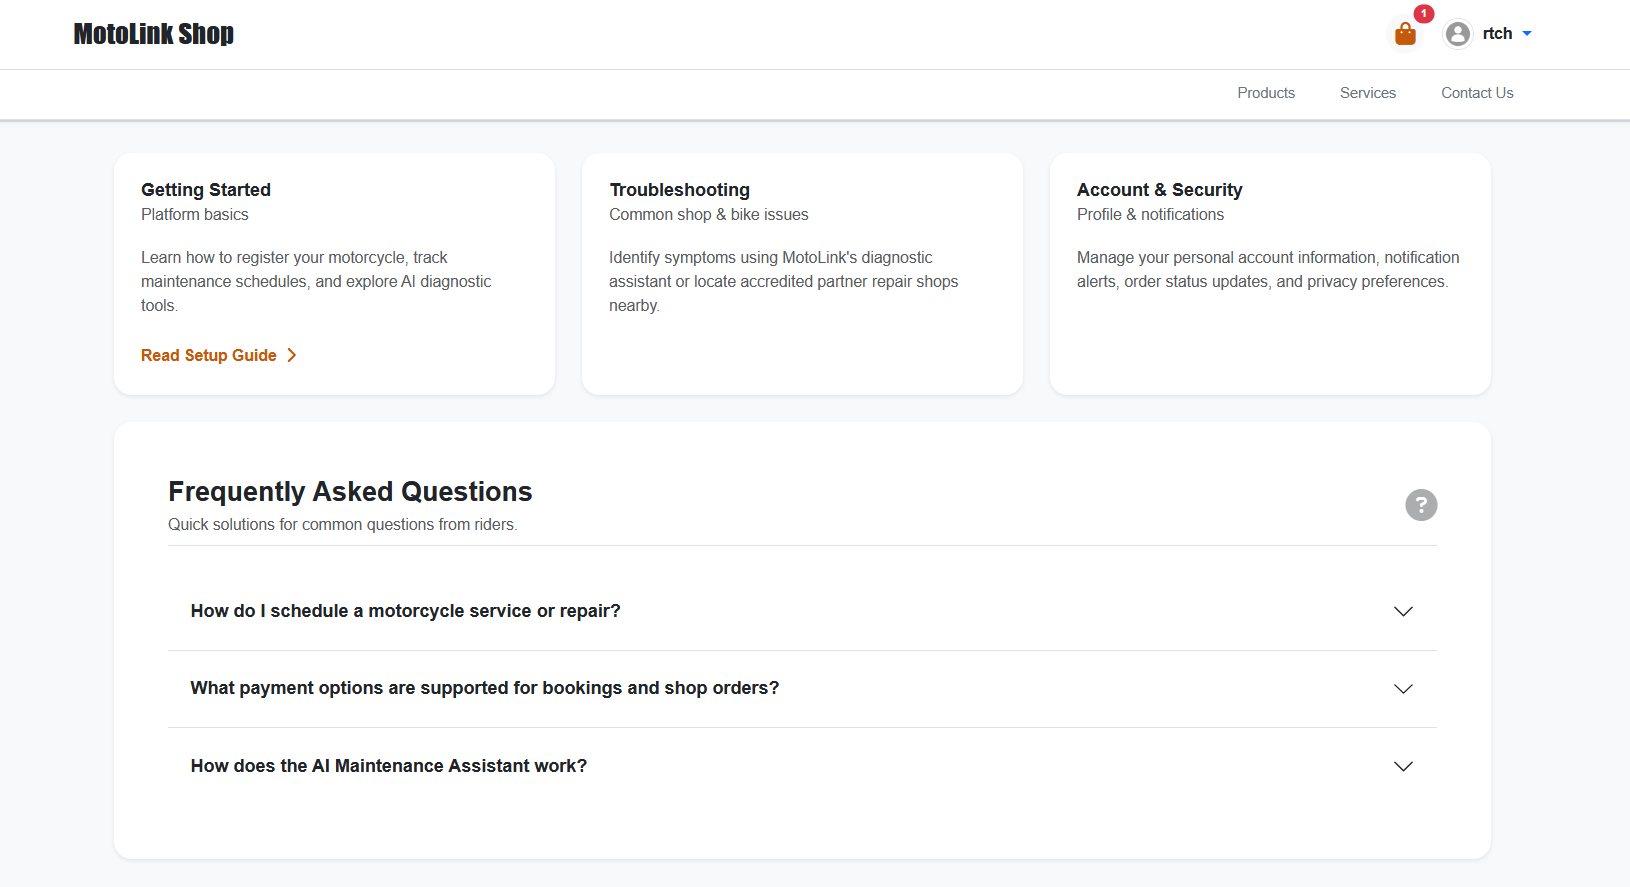 MotoLink Shop
1
rtch
Products
Services
Contact Us
Getting Started
Platform basics
Learn how to register your motorcycle, track
maintenance schedules, and explore AI diagnostic
tools.
Read Setup Guide
Troubleshooting
Common shop & bike issues
Identify symptoms using MotoLink's diagnostic
assistant or locate accredited partner repair shops
nearby.
Account & Security
Profile & notifications
Manage your personal account information, notification
alerts, order status updates, and privacy preferences.
Frequently Asked Questions
Quick solutions for common questions from riders.
?
How do I schedule a motorcycle service or repair?
What payment options are supported for bookings and shop orders?
How does the AI Maintenance Assistant work?